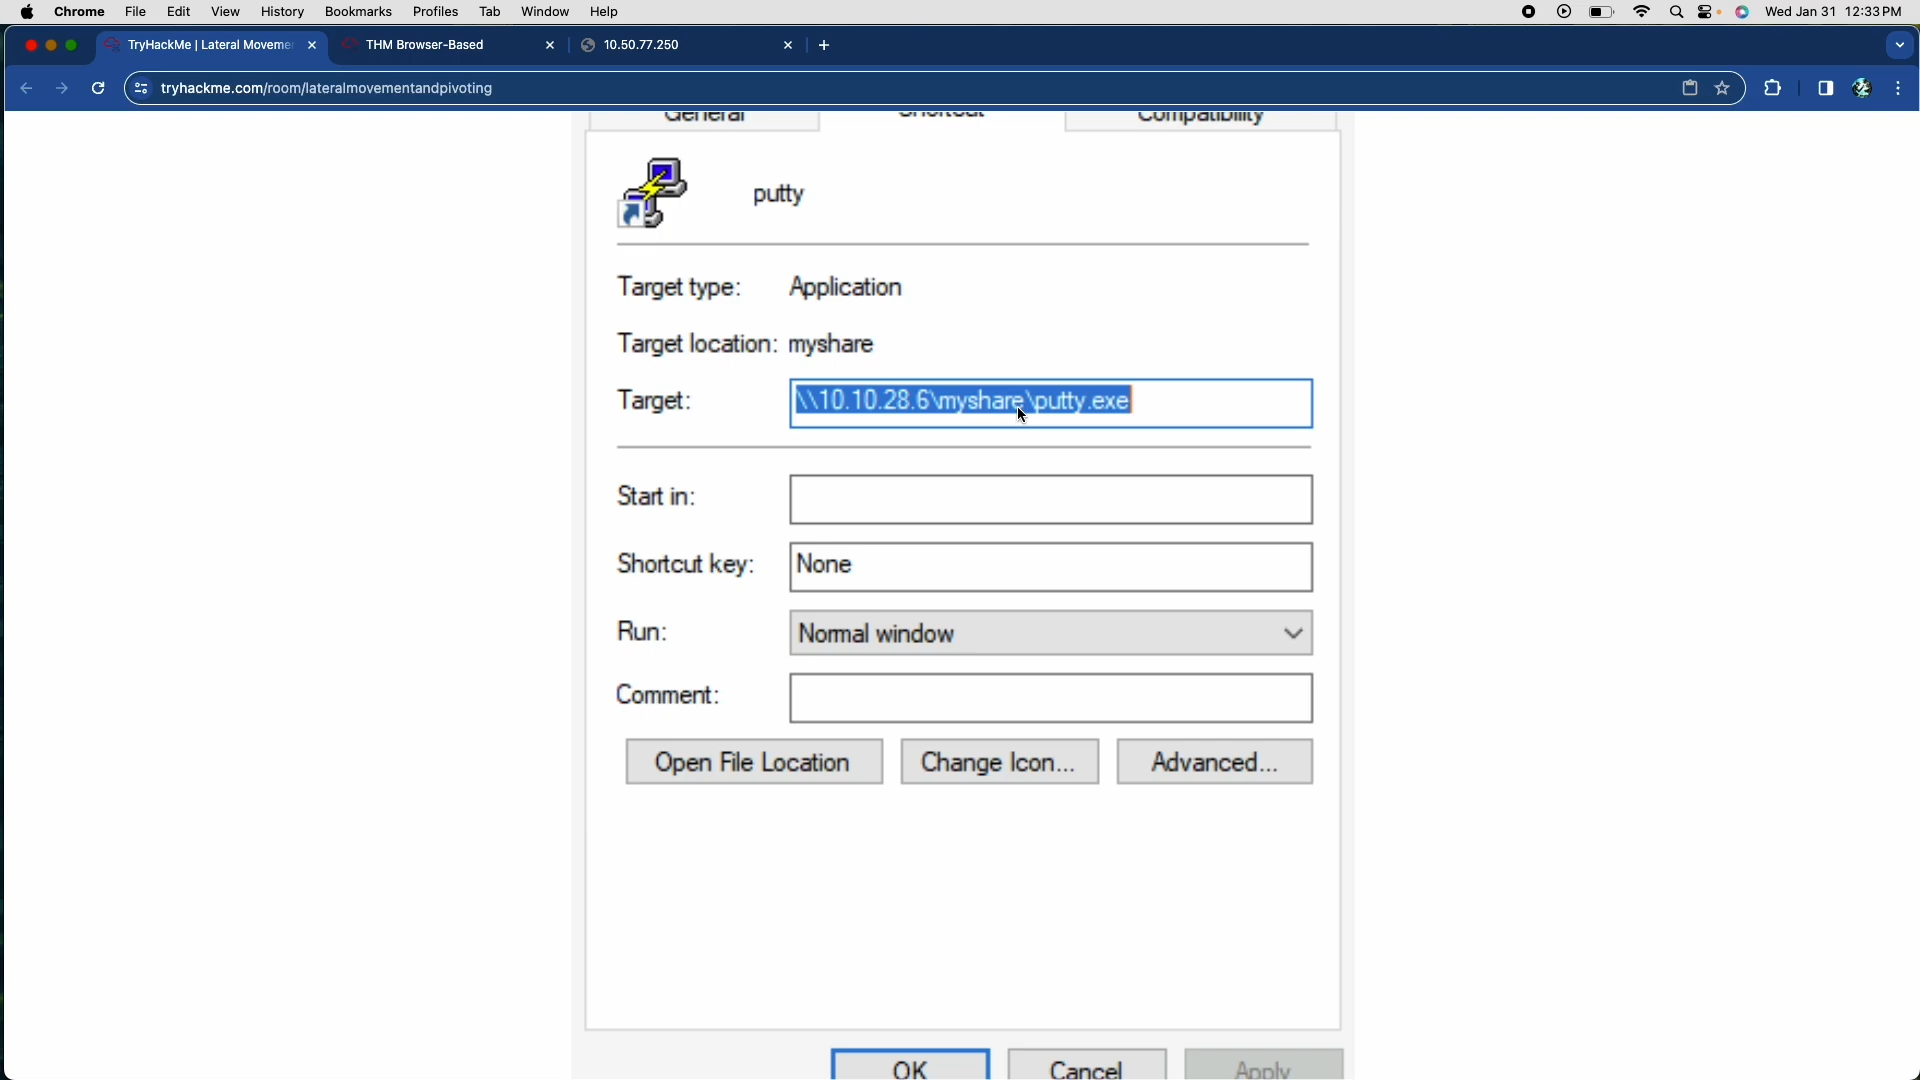 Chrome File Edit View History Bookmarks Profiles Tab Window Help Wed Jan 31 12:33 PM
TryHackMe | Lateral Moveme THM Browser-Based 10.50.77.250
tryhackme.com/room/lateralmovementandpivoting
General Shortcut Compatibility
putty
Target type: Application
Target location: myshare
Target: \\10.10.28.6\myshare\putty.exe
Start in:
Shortcut key: None
Run: Normal window
Comment:
Open File Location Change Icon... Advanced...
OK Cancel Apply